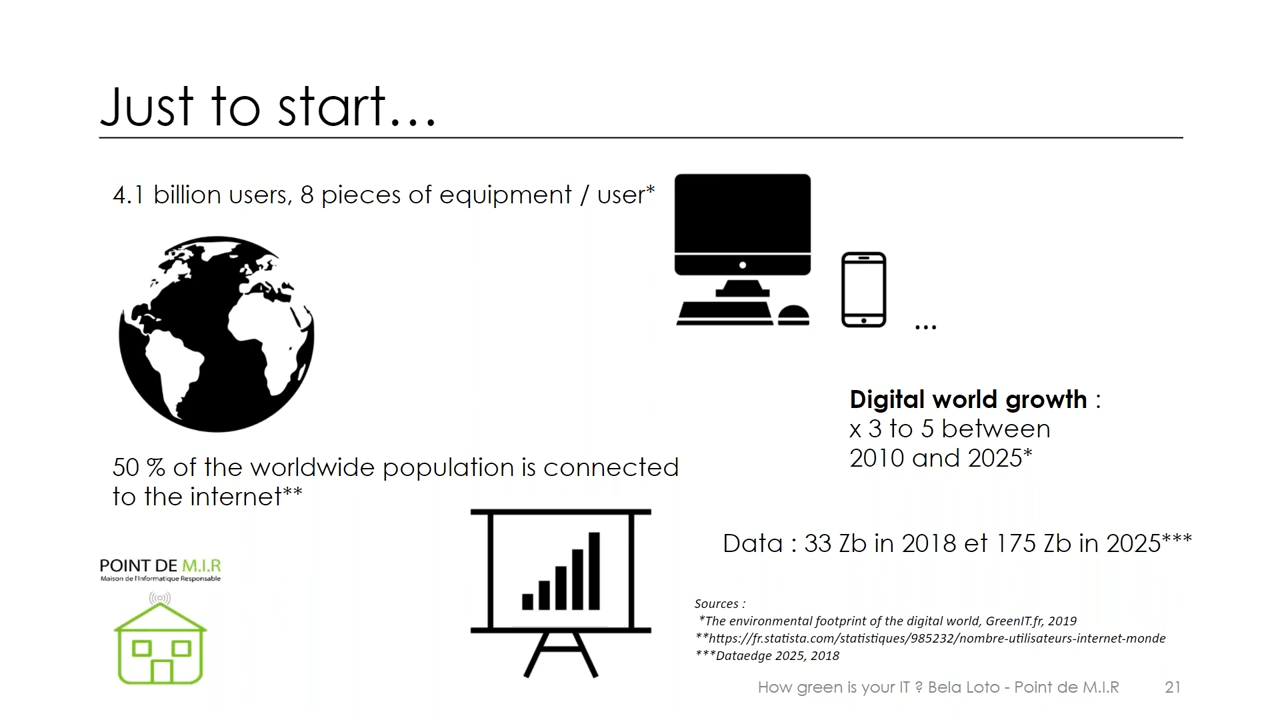 Just to start...
4.1 billion users, 8 pieces of equipment / user*
...
Digital world growth :
x 3 to 5 between
2010 and 2025*
50 % of the worldwide population is connected
to the internet**
Data : 33 Zb in 2018 et 175 Zb in 2025***
POINT DE M.I.R
Maison de l'Informatique Responsable
Sources :
*The environmental footprint of the digital world, GreenIT.fr, 2019
**https://fr.statista.com/statistiques/985232/nombre-utilisateurs-internet-monde
***Dataedge 2025, 2018
How green is your IT ? Bela Loto - Point de M.I.R 21